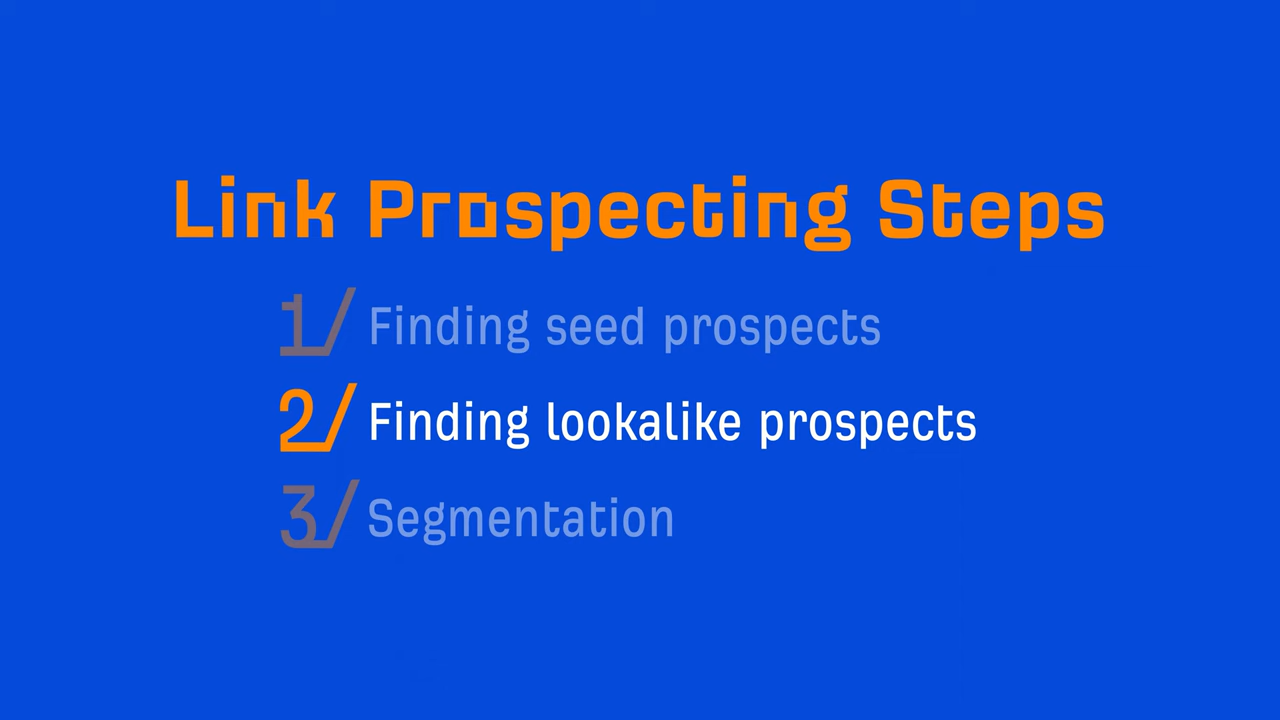 Link Prospecting Steps
1/ Finding seed prospects
2/ Finding lookalike prospects
3/ Segmentation